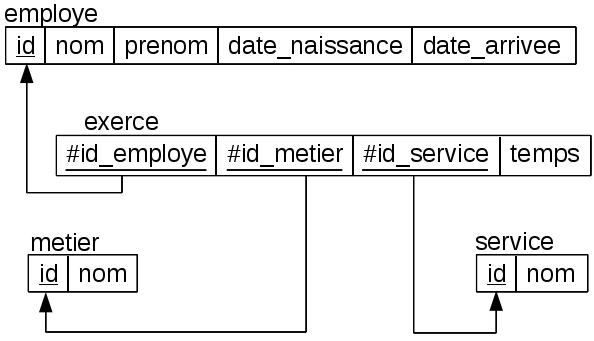 employe
id nom prenom date_naissance date_arrivee
exerce
#id_employe #id_metier #id_service temps
metier
id nom
service
id nom